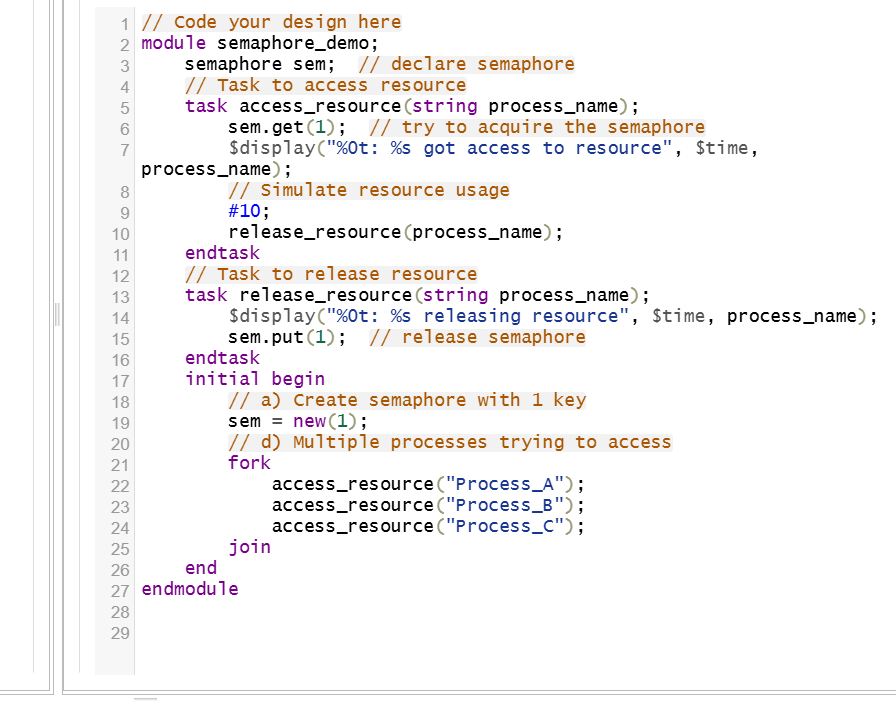 1 // Code your design here
2 module semaphore_demo;
3 semaphore sem;  // declare semaphore
4 // Task to access resource
5 task access_resource(string process_name);
6 sem.get(1);  // try to acquire the semaphore
7 $display("%0t: %s got access to resource", $time,
process_name);
8 // Simulate resource usage
9 #10;
10 release_resource(process_name);
11 endtask
12 // Task to release resource
13 task release_resource(string process_name);
14 $display("%0t: %s releasing resource", $time, process_name);
15 sem.put(1);  // release semaphore
16 endtask
17 initial begin
18 // a) Create semaphore with 1 key
19 sem = new(1);
20 // d) Multiple processes trying to access
21 fork
22 access_resource("Process_A");
23 access_resource("Process_B");
24 access_resource("Process_C");
25 join
26 end
27 endmodule
28
29